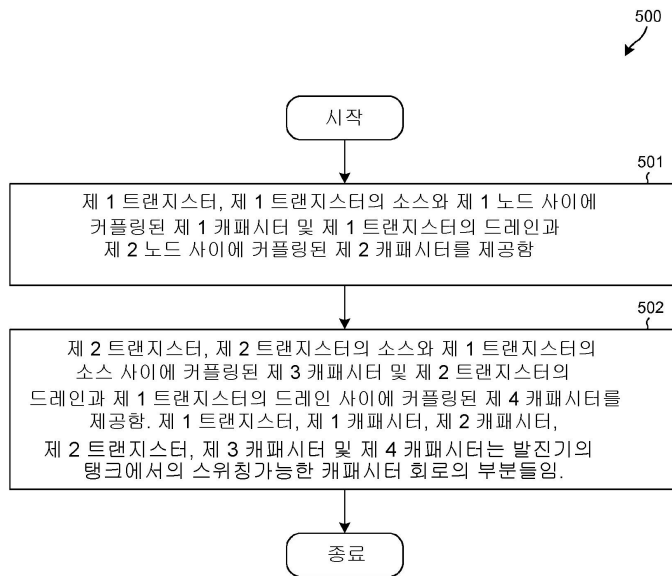 500
시작
501
제 1 트랜지스터, 제 1 트랜지스터의 소스와 제 1 노드 사이에
커플링된 제 1 캐패시터 및 제 1 트랜지스터의 드레인과
제 2 노드 사이에 커플링된 제 2 캐패시터를 제공함
502
제 2 트랜지스터, 제 2 트랜지스터의 소스와 제 1 트랜지스터의
소스 사이에 커플링된 제 3 캐패시터 및 제 2 트랜지스터의
드레인과 제 1 트랜지스터의 드레인 사이에 커플링된 제 4 캐패시터를
제공함. 제 1 트랜지스터, 제 1 캐패시터, 제 2 캐패시터,
제 2 트랜지스터, 제 3 캐패시터 및 제 4 캐패시터는 발진기의
탱크에서의 스위칭가능한 캐패시터 회로의 부분들임.
종료